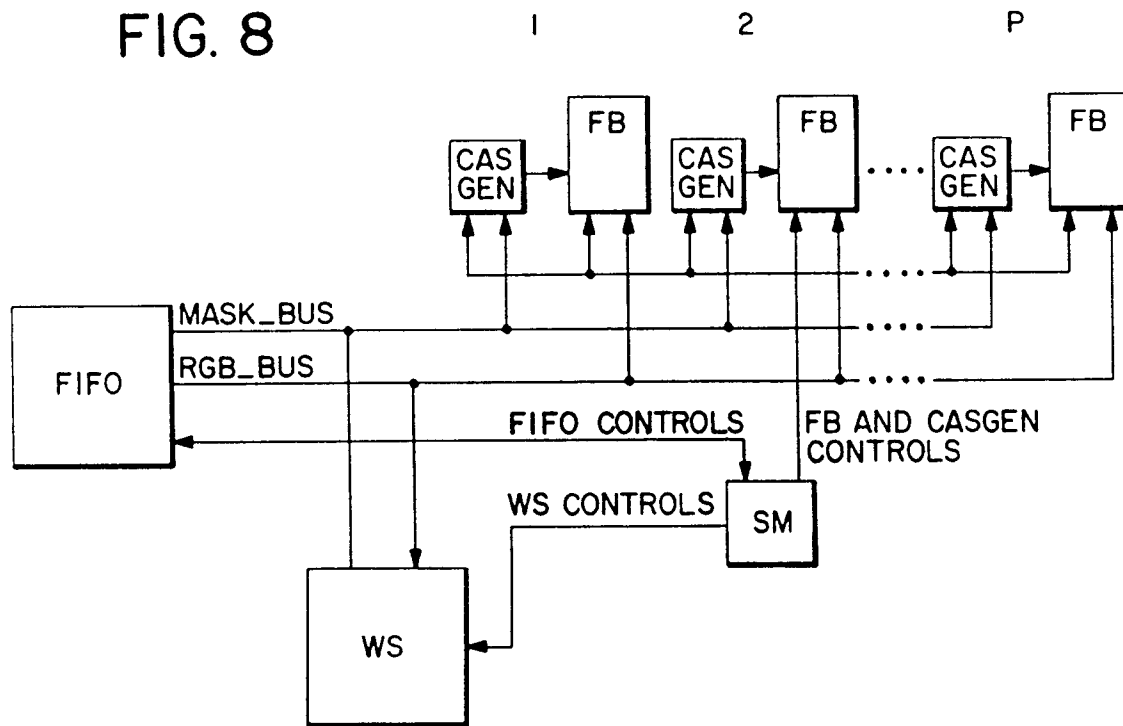 FIG. 8
1 2 P
FB FB FB
CAS GEN
CAS GEN
CAS GEN
MASK_BUS
RGB_BUS
FIFO
FIFO CONTROLS
FB AND CASGEN
CONTROLS
WS CONTROLS
SM
WS